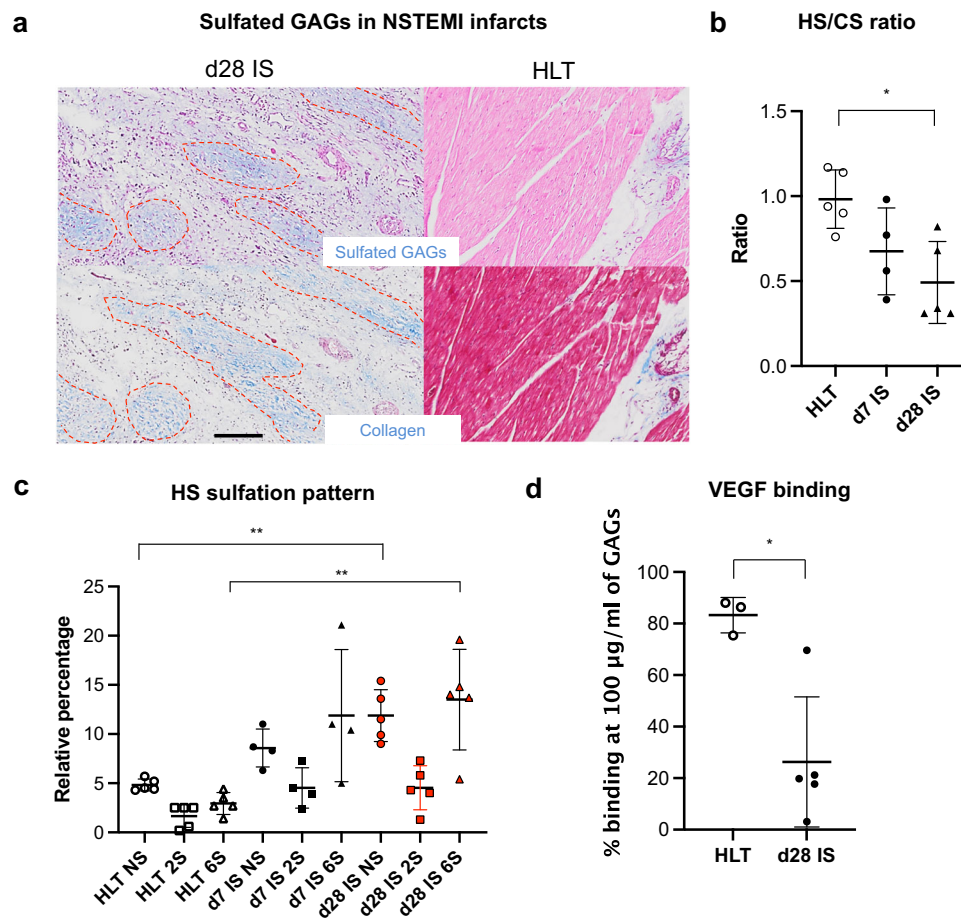 a
Sulfated GAGs in NSTEMI infarcts
d28 IS
HLT
Sulfated GAGs
Collagen
b
HS/CS ratio
*
1.5
1.0
0.5
0.0
Ratio
HLT
d7 IS
d28 IS
c
HS sulfation pattern
**
**
25
20
15
10
5
0
Relative percentage
HLT NS
HLT 2S
HLT 6S
d7 IS NS
d7 IS 2S
d7 IS 6S
d28 IS NS
d28 IS 2S
d28 IS 6S
d
VEGF binding
*
100
80
60
40
20
0
% binding at 100 µg/ml of GAGs
HLT
d28 IS